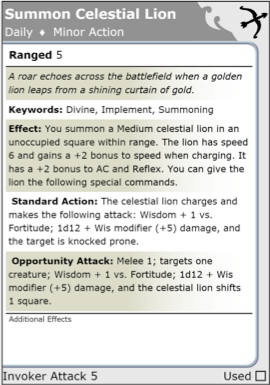 Summon Celestial Lion
Daily ♦ Minor Action
Ranged 5
A roar echoes across the battlefield when a golden
lion leaps from a shining curtain of gold.
Keywords: Divine, Implement, Summoning
Effect: You summon a Medium celestial lion in an
unoccupied square within range. The lion has speed
6 and gains a +2 bonus to speed when charging. It
has a +2 bonus to AC and Reflex. You can give the
lion the following special commands.
Standard Action: The celestial lion charges and
makes the following attack: Wisdom + 1 vs.
Fortitude; 1d12 + Wis modifier (+5) damage, and
the target is knocked prone.
Opportunity Attack: Melee 1; targets one
creature; Wisdom + 1 vs. Fortitude; 1d12 + Wis
modifier (+5) damage, and the celestial lion shifts
1 square.
Additional Effects
Invoker Attack 5 Used ☐